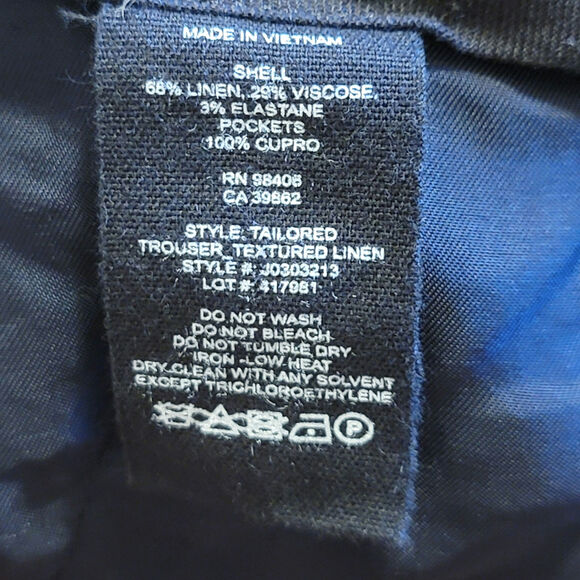 MADE IN VIETNAM
SHELL
68% LINEN, 29% VISCOSE,
3% ELASTANE
POCKETS
100% CUPRO
RN 98406
CA 39862
STYLE: TAILORED
TROUSER_TEXTURED LINEN
STYLE #: J0303213
LOT #: 417981
DO NOT WASH
DO NOT BLEACH
DO NOT TUMBLE DRY
IRON -LOW HEAT
DRY CLEAN WITH ANY SOLVENT
EXCEPT TRICHLOROETHYLENE
P